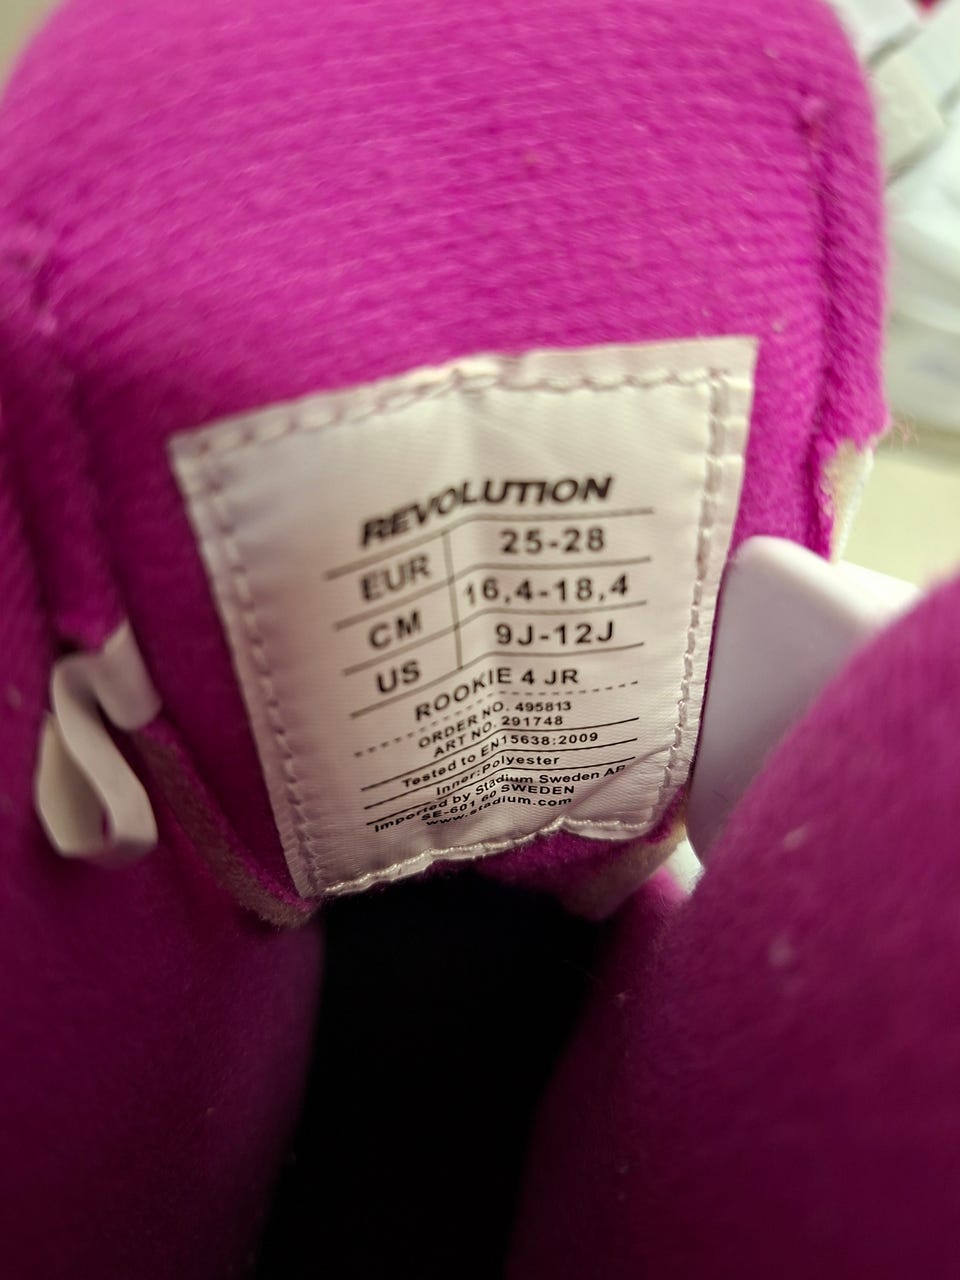 REVOLUTION
EUR 25-28
CM 16,4-18,4
US 9J-12J
ROOKIE 4 JR
ORDER NO. 495813
ART NO. 291748
Tested to EN15638:2009
Inner:Polyester
Imported by Stadium Sweden AB
SE-601 60 SWEDEN
www.stadium.com